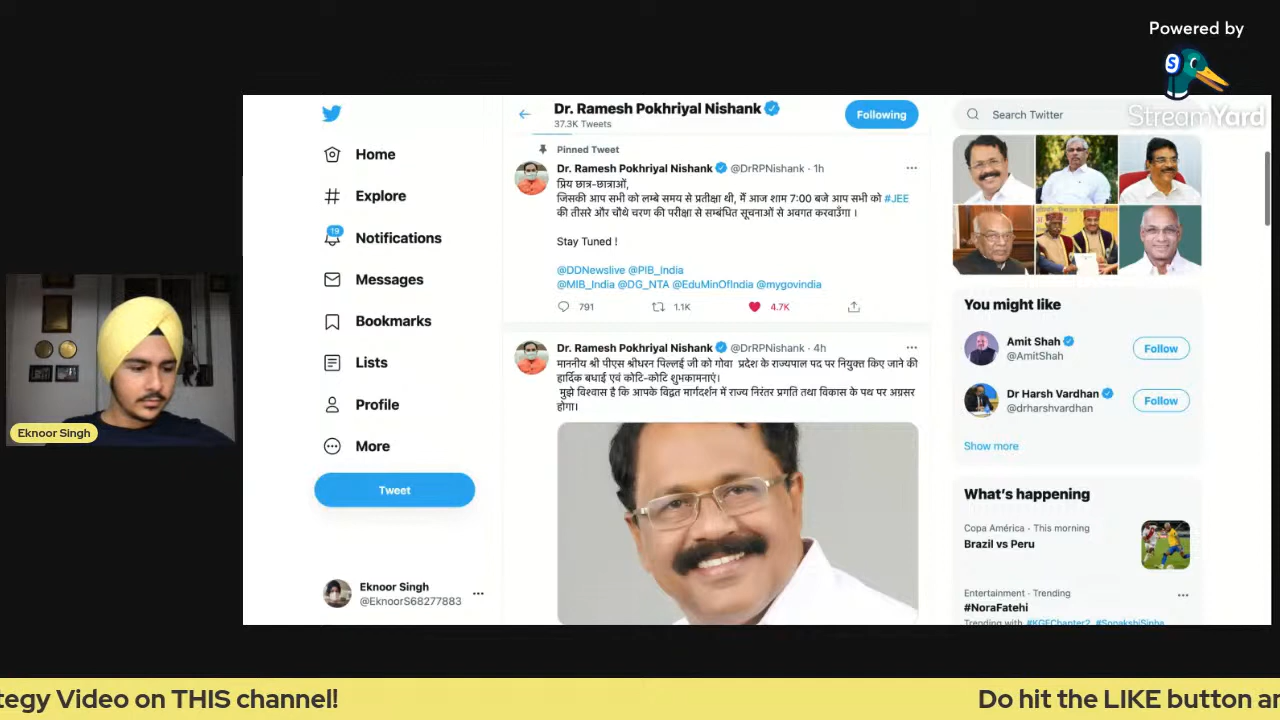 Powered by
StreamYard
Dr. Ramesh Pokhriyal Nishank
37.3K Tweets
Following
Search Twitter
Home
Explore
19
Notifications
Messages
Bookmarks
Lists
Profile
More
Tweet
Eknoor Singh
@EknoorS68277883
Pinned Tweet
Dr. Ramesh Pokhriyal Nishank @DrRPNishank · 1h
प्रिय छात्र-छात्राओं,
जिसकी आप सभी को लम्बे समय से प्रतीक्षा थी, मैं आज शाम 7:00 बजे आप सभी को #JEE
की तीसरे और चौथे चरण की परीक्षा से सम्बंधित सूचनाओं से अवगत करवाउँगा ।
Stay Tuned !
@DDNewslive @PIB_India
@MIB_India @DG_NTA @EduMinOfIndia @mygovindia
791 1.1K 4.7K
Dr. Ramesh Pokhriyal Nishank @DrRPNishank · 4h
माननीय श्री पीएस श्रीधरन पिल्लई जी को गोवा प्रदेश के राज्यपाल पद पर नियुक्त किए जाने की
हार्दिक बधाई एवं कोटि-कोटि शुभकामनाएं।
मुझे विश्वास है कि आपके विद्वत मार्गदर्शन में राज्य निरंतर प्रगति तथा विकास के पथ पर अग्रसर
होगा।
You might like
Amit Shah
@AmitShah
Follow
Dr Harsh Vardhan
@drharshvardhan
Follow
Show more
What's happening
Copa América · This morning
Brazil vs Peru
Entertainment · Trending
#NoraFatehi
Trending with #KGFChapter2, #SonakshiSinha
Eknoor Singh
tegy Video on THIS channel!
Do hit the LIKE button an